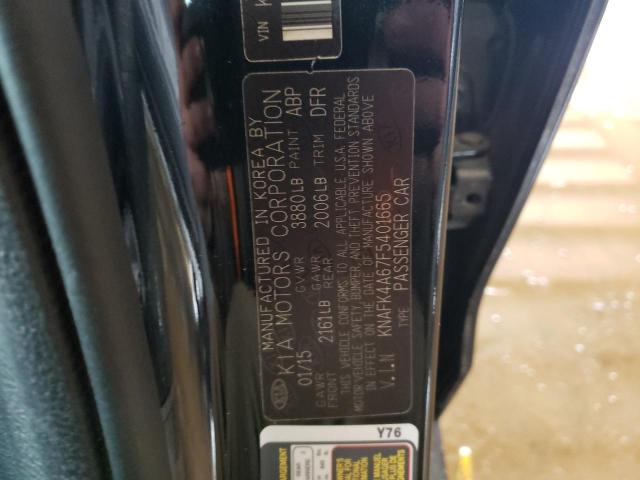 VIN K
MANUFACTURED IN KOREA BY
KIA MOTORS CORPORATION
01/15 GVWR 3880LB PAINT ABP
GAWR FRONT 2161LB GAWR REAR 2006LB TRIM DFR
THIS VEHICLE CONFORMS TO ALL APPLICABLE U.S.A. FEDERAL
MOTOR VEHICLE SAFETY, BUMPER, AND THEFT PREVENTION STANDARDS
IN EFFECT ON THE DATE OF MANUFACTURE SHOWN ABOVE
V.I.N KNAFK4A67F5401665
TYPE PASSENGER CAR
KIA
Y76